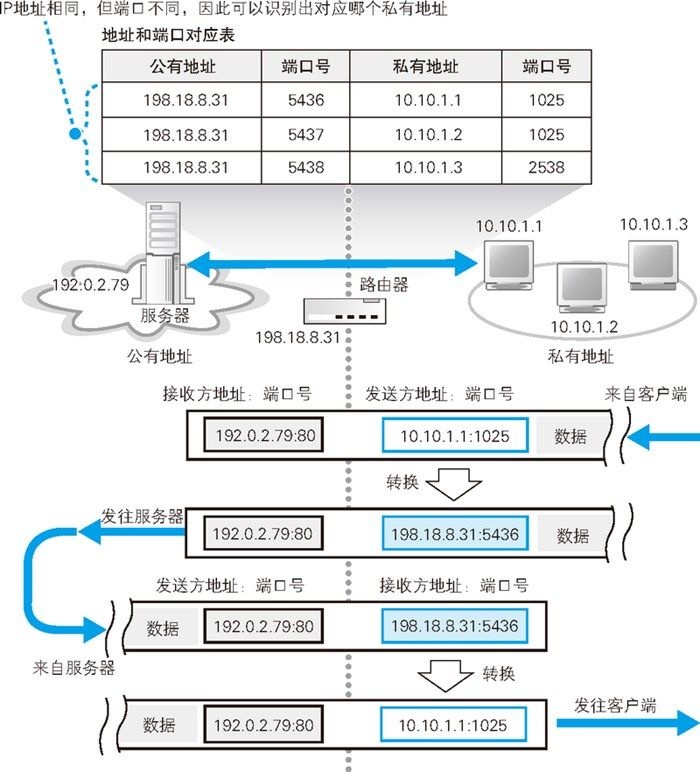 IP地址相同，但端口不同，因此可以识别出对应哪个私有地址
地址和端口对应表
公有地址 端口号 私有地址 端口号
198.18.8.31 5436 10.10.1.1 1025
198.18.8.31 5437 10.10.1.2 1025
198.18.8.31 5438 10.10.1.3 2538
10.10.1.1
10.10.1.3
192.0.2.79
服务器
路由器
10.10.1.2
198.18.8.31
公有地址
私有地址
接收方地址：端口号 发送方地址：端口号 来自客户端
192.0.2.79:80 10.10.1.1:1025 数据
转换
发往服务器
192.0.2.79:80 198.18.8.31:5436 数据
发送方地址：端口号 接收方地址：端口号
数据 192.0.2.79:80 198.18.8.31:5436
来自服务器
转换
发往客户端
数据 192.0.2.79:80 10.10.1.1:1025